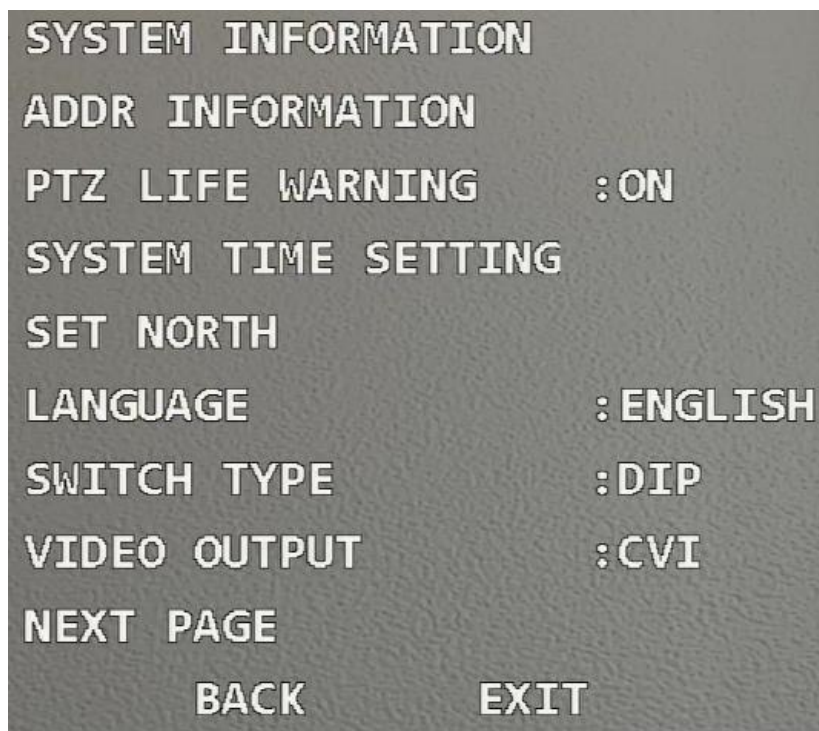 SYSTEM INFORMATION
ADDR INFORMATION
PTZ LIFE WARNING :ON
SYSTEM TIME SETTING
SET NORTH
LANGUAGE :ENGLISH
SWITCH TYPE :DIP
VIDEO OUTPUT :CVI
NEXT PAGE
BACK EXIT